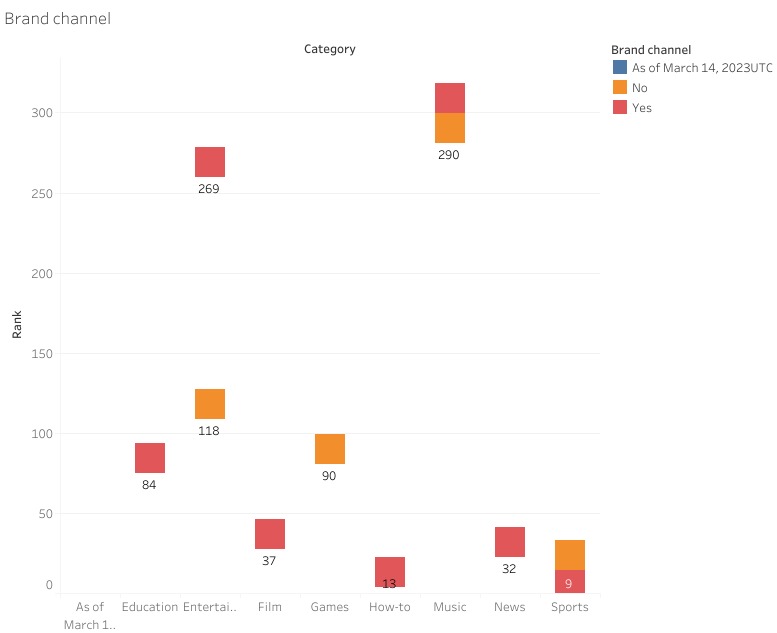 Brand channel
Category
Brand channel
As of March 14, 2023UTC
No
Yes
Rank
300
250
200
150
100
50
0
290
269
118
84
90
37
13
32
9
As of
March 1..
Education
Entertai..
Film
Games
How-to
Music
News
Sports